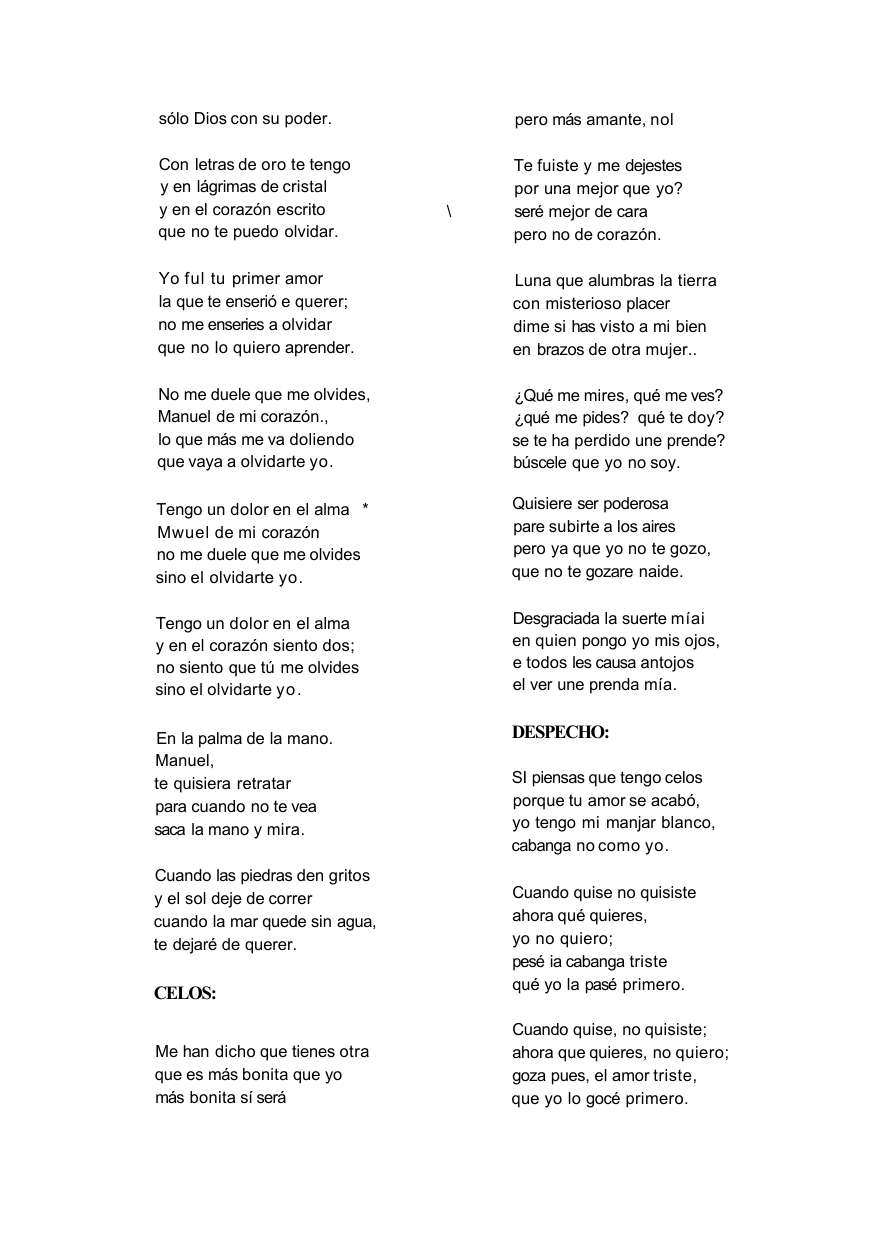 sólo Dios con su poder.

Con letras de oro te tengo
y en lágrimas de cristal
y en el corazón escrito
que no te puedo olvidar.

Yo ful tu primer amor
la que te enserió e querer;
no me enseries a olvidar
que no lo quiero aprender.

No me duele que me olvides,
Manuel de mi corazón.,
lo que más me va doliendo
que vaya a olvidarte yo.

Tengo un dolor en el alma *
Mwuel de mi corazón
no me duele que me olvides
sino el olvidarte yo.

Tengo un dolor en el alma
y en el corazón siento dos;
no siento que tú me olvides
sino el olvidarte yo.

En la palma de la mano.
Manuel,
te quisiera retratar
para cuando no te vea
saca la mano y mira.

Cuando las piedras den gritos
y el sol deje de correr
cuando la mar quede sin agua,
te dejaré de querer.

CELOS:

Me han dicho que tienes otra
que es más bonita que yo
más bonita sí será

pero más amante, nol

Te fuiste y me dejestes
por una mejor que yo?
\ seré mejor de cara
pero no de corazón.

Luna que alumbras la tierra
con misterioso placer
dime si has visto a mi bien
en brazos de otra mujer..

¿Qué me mires, qué me ves?
¿qué me pides? qué te doy?
se te ha perdido une prende?
búscele que yo no soy.

Quisiere ser poderosa
pare subirte a los aires
pero ya que yo no te gozo,
que no te gozare naide.

Desgraciada la suerte míai
en quien pongo yo mis ojos,
e todos les causa antojos
el ver une prenda mía.

DESPECHO:

SI piensas que tengo celos
porque tu amor se acabó,
yo tengo mi manjar blanco,
cabanga no como yo.

Cuando quise no quisiste
ahora qué quieres,
yo no quiero;
pesé ia cabanga triste
qué yo la pasé primero.

Cuando quise, no quisiste;
ahora que quieres, no quiero;
goza pues, el amor triste,
que yo lo gocé primero.